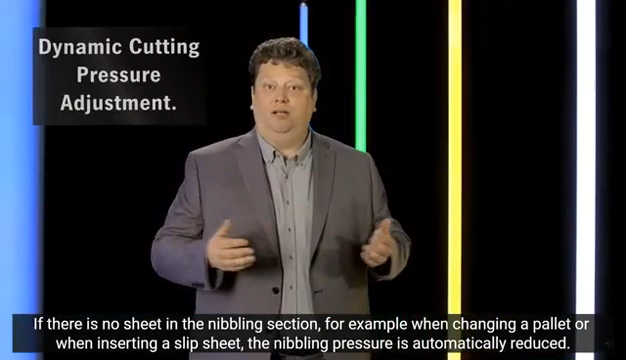 Dynamic Cutting
Pressure
Adjustment.
If there is no sheet in the nibbling section, for example when changing a pallet or
when inserting a slip sheet, the nibbling pressure is automatically reduced.